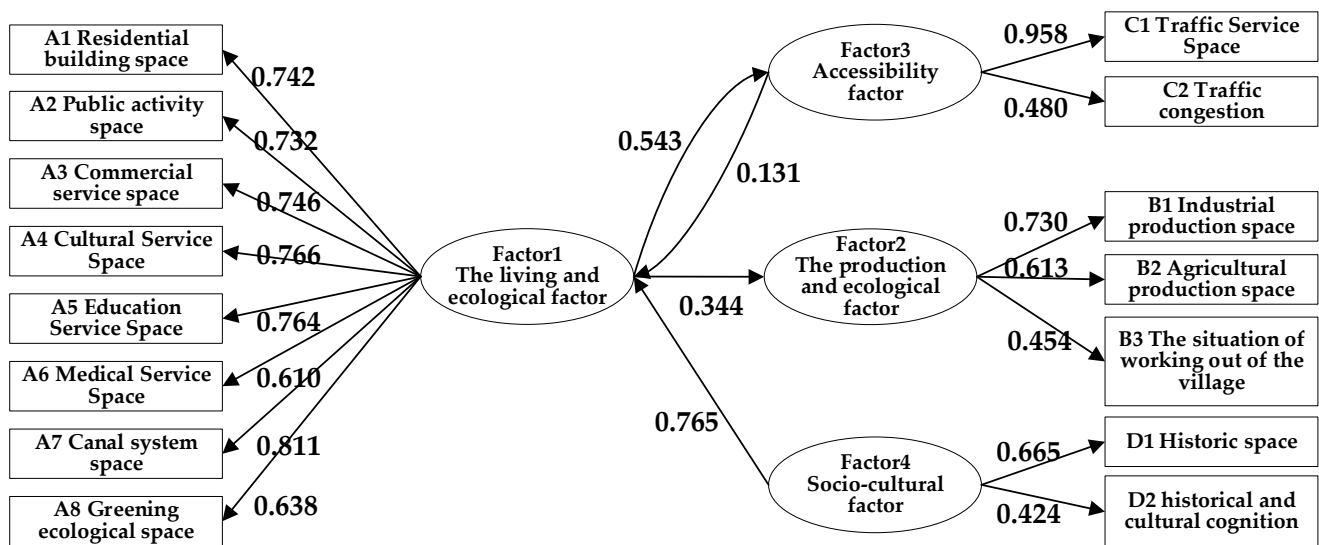 A1 Residential
building space
A2 Public activity
space
A3 Commercial
service space
A4 Cultural Service
Space
A5 Education
Service Space
A6 Medical Service
Space
A7 Canal system
space
A8 Greening
ecological space
0.742
0.732
0.746
0.766
0.764
0.610
0.811
0.638
Factor1
The living and
ecological factor
0.543
0.131
0.344
0.765
Factor3
Accessibility
factor
Factor2
The production
and ecological
factor
Factor4
Socio-cultural
factor
0.958
0.480
0.730
0.613
0.454
0.665
0.424
C1 Traffic Service
Space
C2 Traffic
congestion
B1 Industrial
production space
B2 Agricultural
production space
B3 The situation of
working out of the
village
D1 Historic space
D2 historical and
cultural cognition